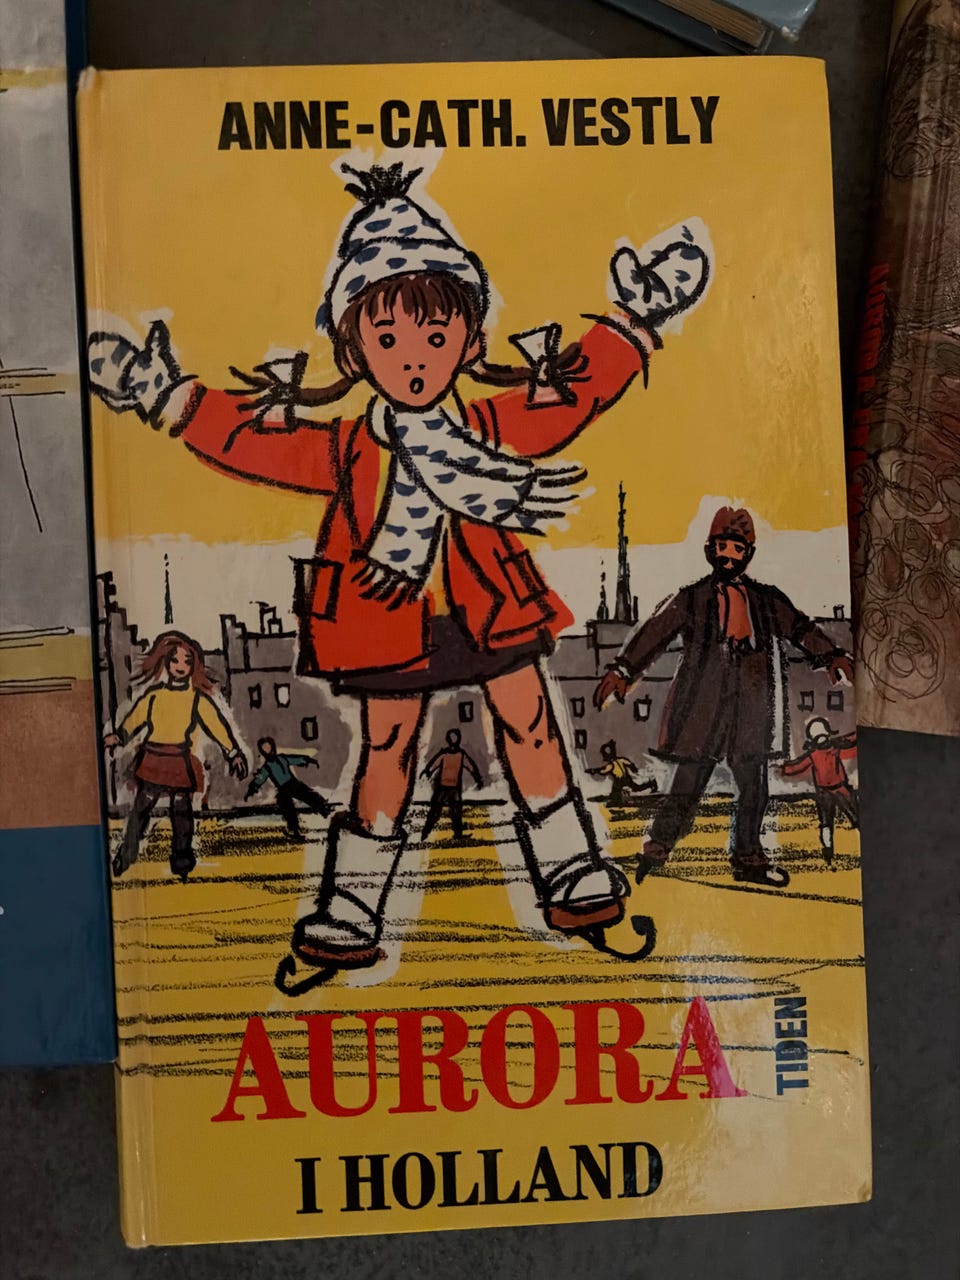 ANNE-CATH. VESTLY
AURORA
TIDEN
I HOLLAND